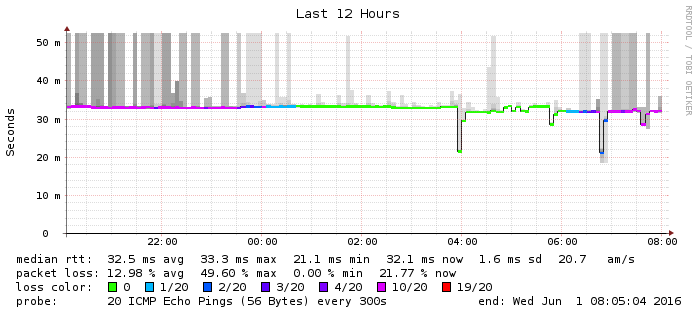 Last 12 Hours
RRDTOOL / TOBI OETIKER
Seconds
50 m
40 m
30 m
20 m
10 m
0
22:00 00:00 02:00 04:00 06:00 08:00
median rtt: 32.5 ms avg 33.3 ms max 21.1 ms min 32.1 ms now 1.6 ms sd 20.7 am/s
packet loss: 12.98 % avg 49.60 % max 0.00 % min 21.77 % now
loss color: 0 1/20 2/20 3/20 4/20 10/20 19/20
probe: 20 ICMP Echo Pings (56 Bytes) every 300s end: Wed Jun 1 08:05:04 2016